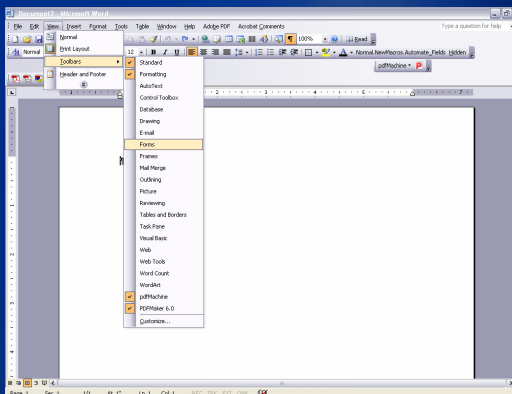 Document2 - Microsoft Word
File Edit View Insert Format Tools Table Window Help Adobe PDF Acrobat Comments
Type a question for help
100% Read
Normal 12 B I U Normal.NewMacros.Automate_Fields Hidden
pdfMachine
Normal
Print Layout
Toolbars
Header and Footer
Standard
Formatting
AutoText
Control Toolbox
Database
Drawing
E-mail
Forms
Frames
Mail Merge
Outlining
Picture
Reviewing
Tables and Borders
Task Pane
Visual Basic
Web
Web Tools
Word Count
WordArt
pdfMachine
PDFMaker 6.0
Customize...
Page 1 Sec 1 1/1 At 1" Ln 1 Col 1 REC TRK EXT OVR